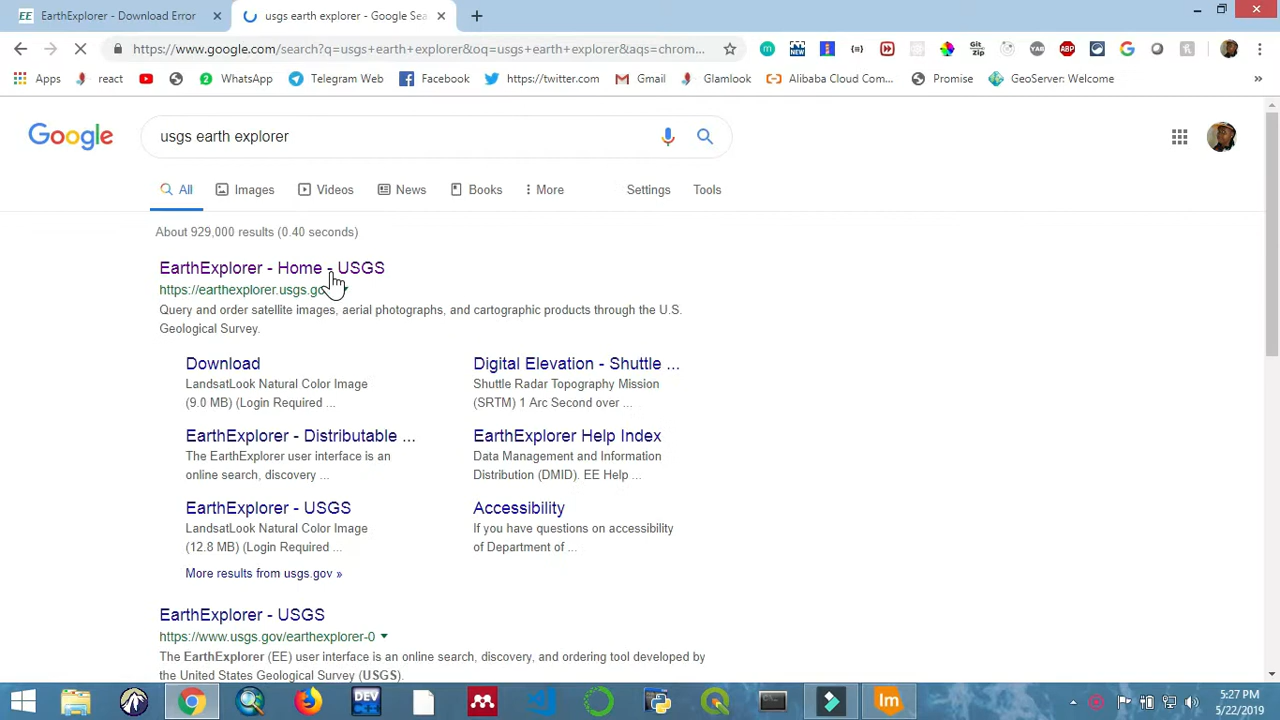 EarthExplorer - Download Error
usgs earth explorer - Google Sea
https://www.google.com/search?q=usgs+earth+explorer&oq=usgs+earth+explorer&aqs=chrom...
Apps
react
WhatsApp
Telegram Web
Facebook
https://twitter.com
Gmail
Glamlook
Alibaba Cloud Com...
Promise
GeoServer: Welcome
»
Google
usgs earth explorer
All
Images
Videos
News
Books
More
Settings
Tools
About 929,000 results (0.40 seconds)
EarthExplorer - Home - USGS
https://earthexplorer.usgs.go
Query and order satellite images, aerial photographs, and cartographic products through the U.S.
Geological Survey.
Download
LandsatLook Natural Color Image
(9.0 MB) (Login Required ...
Digital Elevation - Shuttle ...
Shuttle Radar Topography Mission
(SRTM) 1 Arc Second over ...
EarthExplorer - Distributable ...
The EarthExplorer user interface is an
online search, discovery ...
EarthExplorer Help Index
Data Management and Information
Distribution (DMID). EE Help ...
EarthExplorer - USGS
LandsatLook Natural Color Image
(12.8 MB) (Login Required ...
Accessibility
If you have questions on accessibility
of Department of ...
More results from usgs.gov »
EarthExplorer - USGS
https://www.usgs.gov/earthexplorer-0
The EarthExplorer (EE) user interface is an online search, discovery, and ordering tool developed by
the United States Geological Survey (USGS).
5:27 PM
5/22/2019